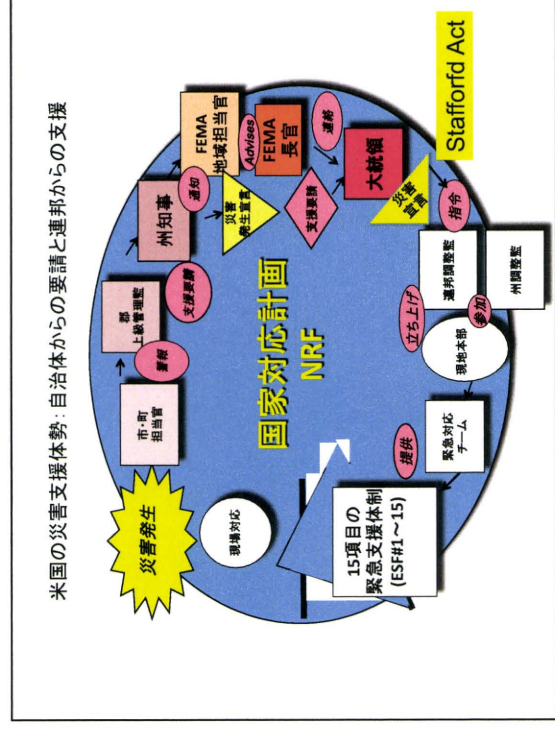 米国の災害支援体勢：自治体からの要請と連邦からの支援
災害発生
市・町
担当官
警報
郡
上級管理監
支援要請
州知事
通知
災害
発生宣言
FEMA
地域担当官
Advises
FEMA
長官
支援要請
連絡
大統領
災害
宣言
Stafforfd Act
指令
連邦調整監
州調整監
参加
立ち上げ
現地本部
緊急対応
チーム
提供
15項目の
緊急支援体制
(ESF#1～15)
現場対応
国家対応計画
NRF